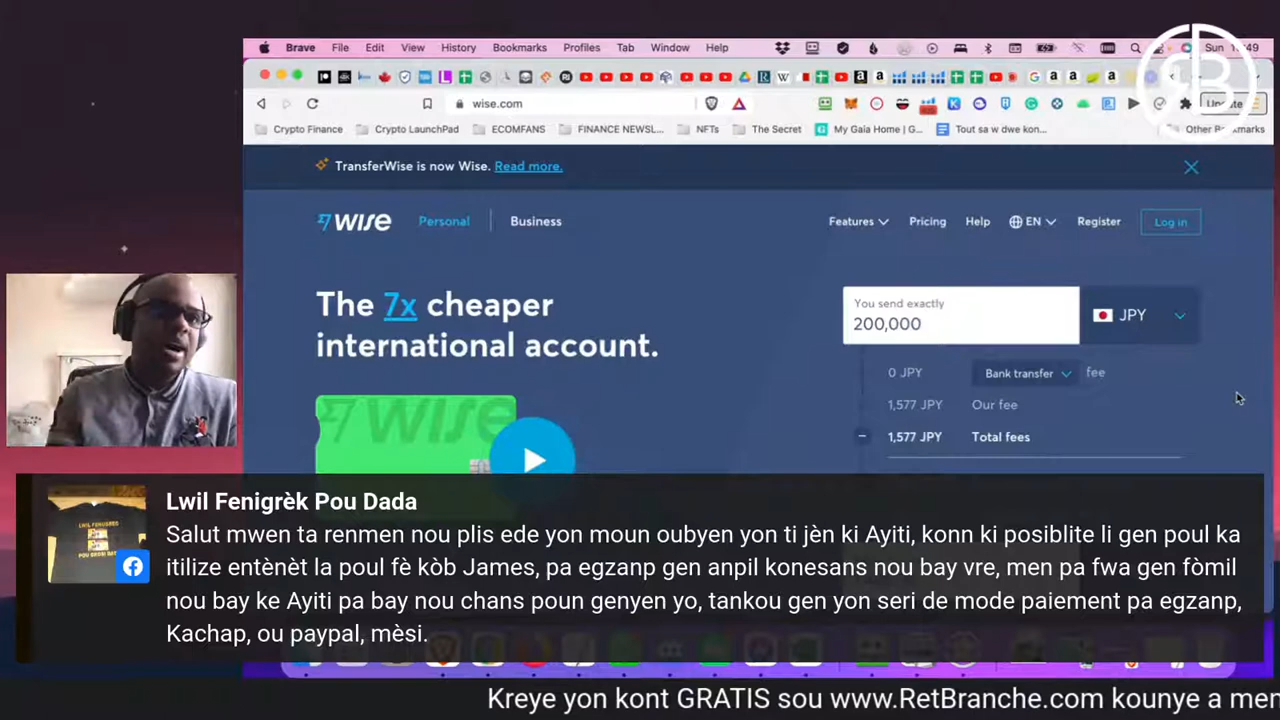 Brave File Edit View History Bookmarks Profiles Tab Window Help
wise.com
Crypto Finance Crypto LaunchPad ECOMFANS FINANCE NEWSL... NFTs The Secret My Gaia Home | G... Tout sa w dwe kon... Other Bookmarks
TransferWise is now Wise. Read more.
wise Personal Business Features Pricing Help EN Register Log in
The 7x cheaper
international account.
You send exactly
200,000 JPY
0 JPY Bank transfer fee
1,577 JPY Our fee
1,577 JPY Total fees
Lwil Fenigrèk Pou Dada
Salut mwen ta renmen nou plis ede yon moun oubyen yon ti jèn ki Ayiti, konn ki posiblite li gen poul ka
itilize entènèt la poul fè kòb James, pa egzanp gen anpil konesans nou bay vre, men pa fwa gen fòmil
nou bay ke Ayiti pa bay nou chans poun genyen yo, tankou gen yon seri de mode paiement pa egzanp,
Kachap, ou paypal, mèsi.
Kreye yon kont GRATIS sou www.RetBranche.com kounye a men